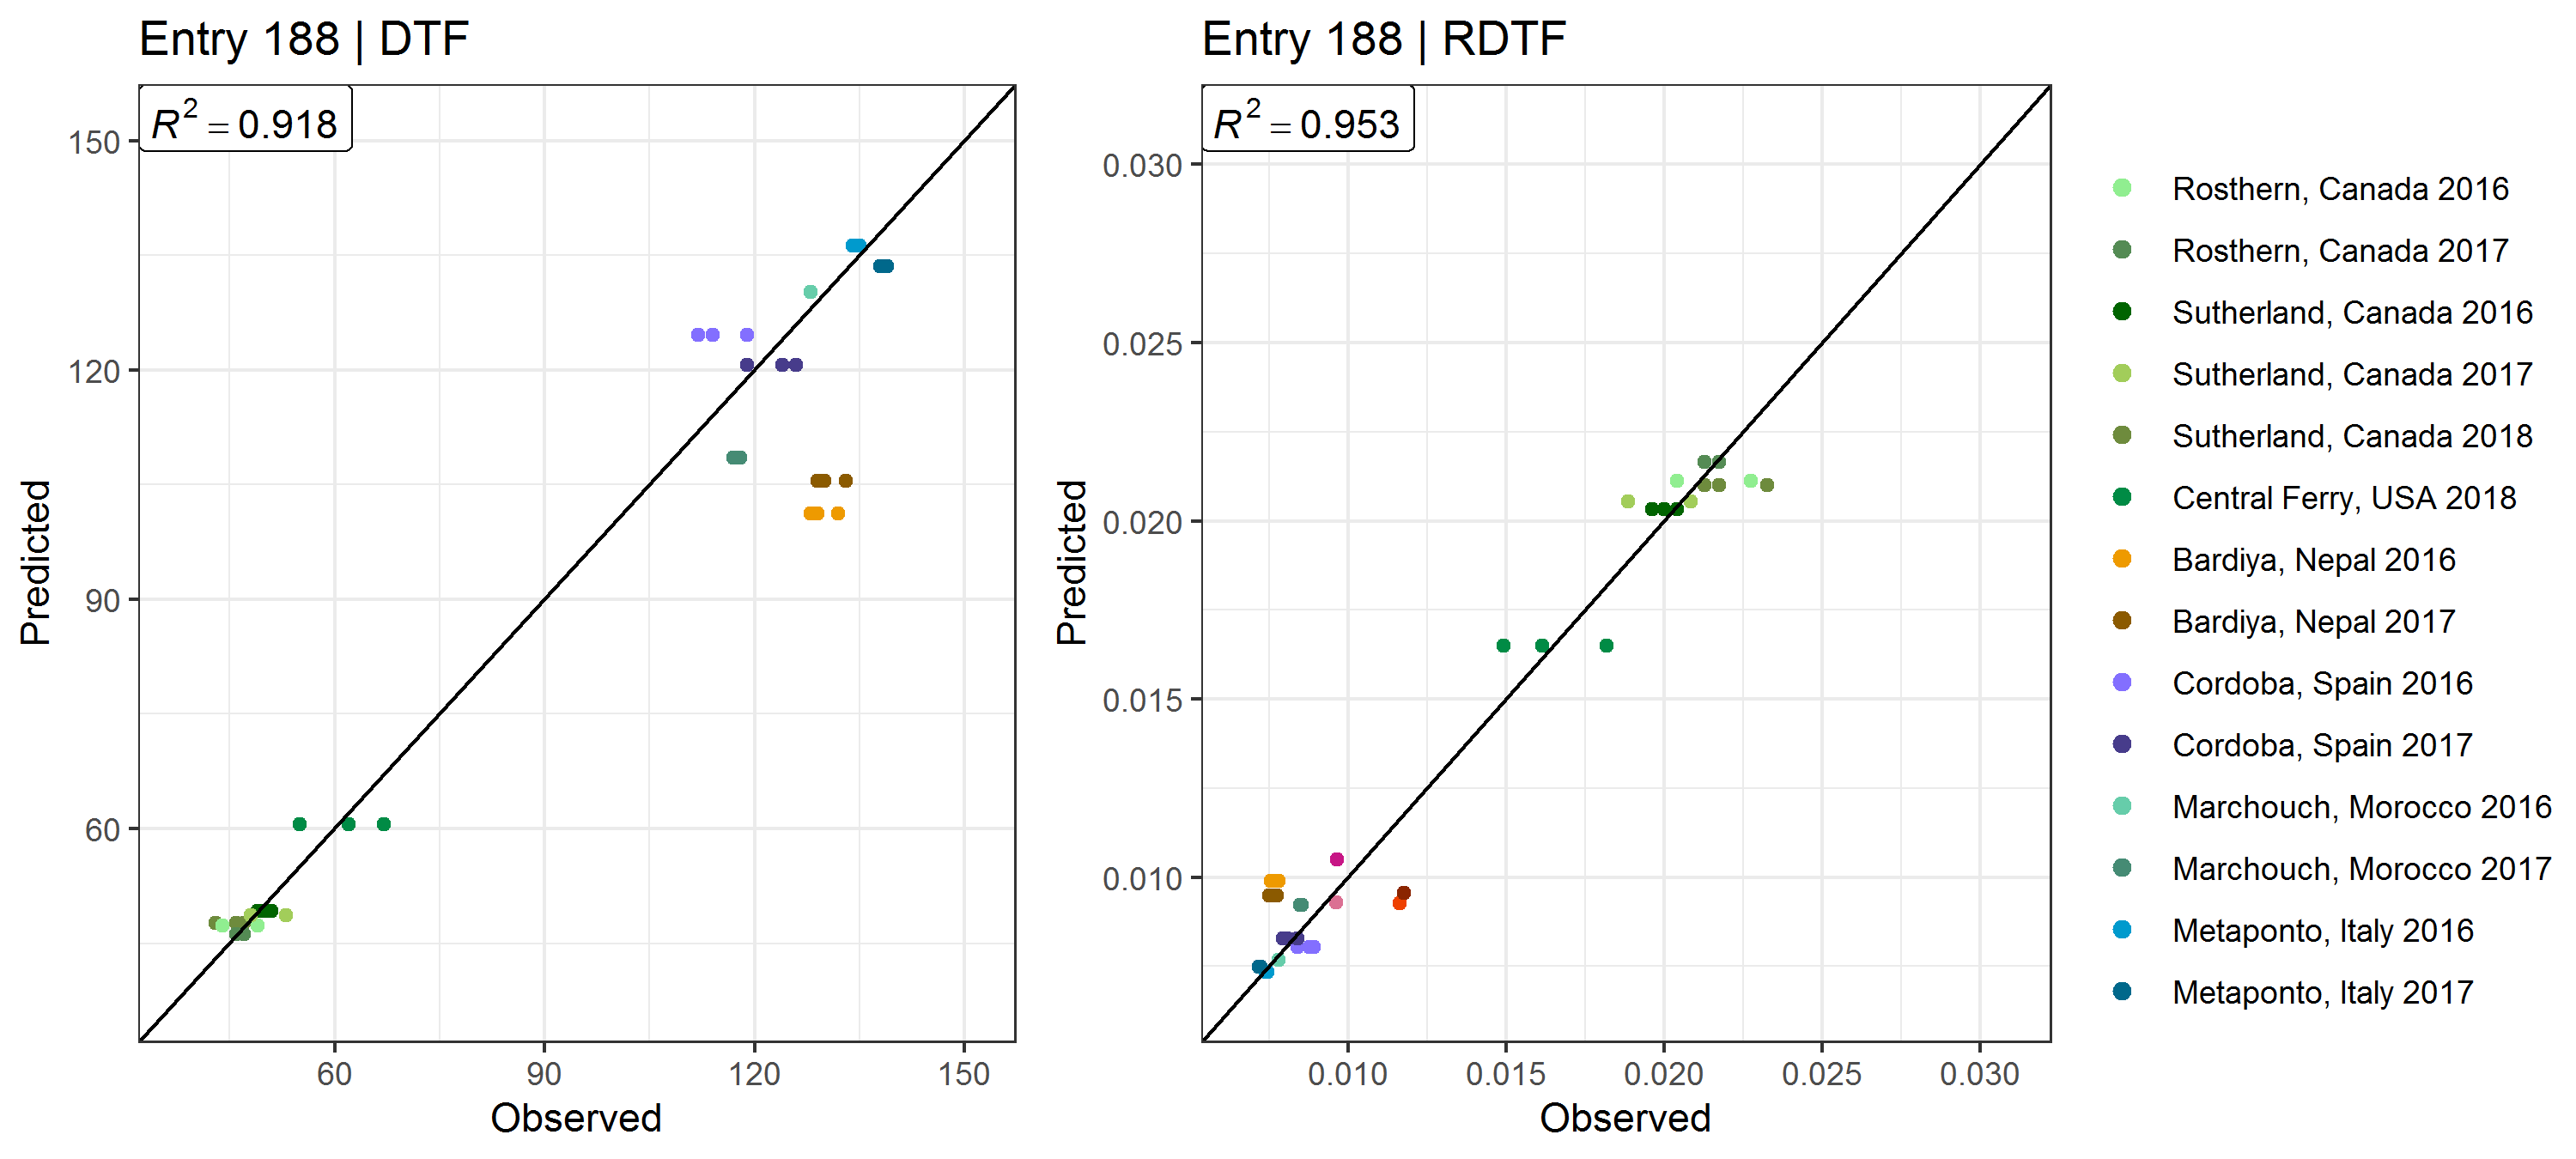 Entry 188 | DTF
R² = 0.918
150
120
90
60
Predicted
60 90 120 150
Observed
Entry 188 | RDTF
R² = 0.953
0.030
0.025
0.020
0.015
0.010
Predicted
0.010 0.015 0.020 0.025 0.030
Observed
Rosthern, Canada 2016
Rosthern, Canada 2017
Sutherland, Canada 2016
Sutherland, Canada 2017
Sutherland, Canada 2018
Central Ferry, USA 2018
Bardiya, Nepal 2016
Bardiya, Nepal 2017
Cordoba, Spain 2016
Cordoba, Spain 2017
Marchouch, Morocco 2016
Marchouch, Morocco 2017
Metaponto, Italy 2016
Metaponto, Italy 2017